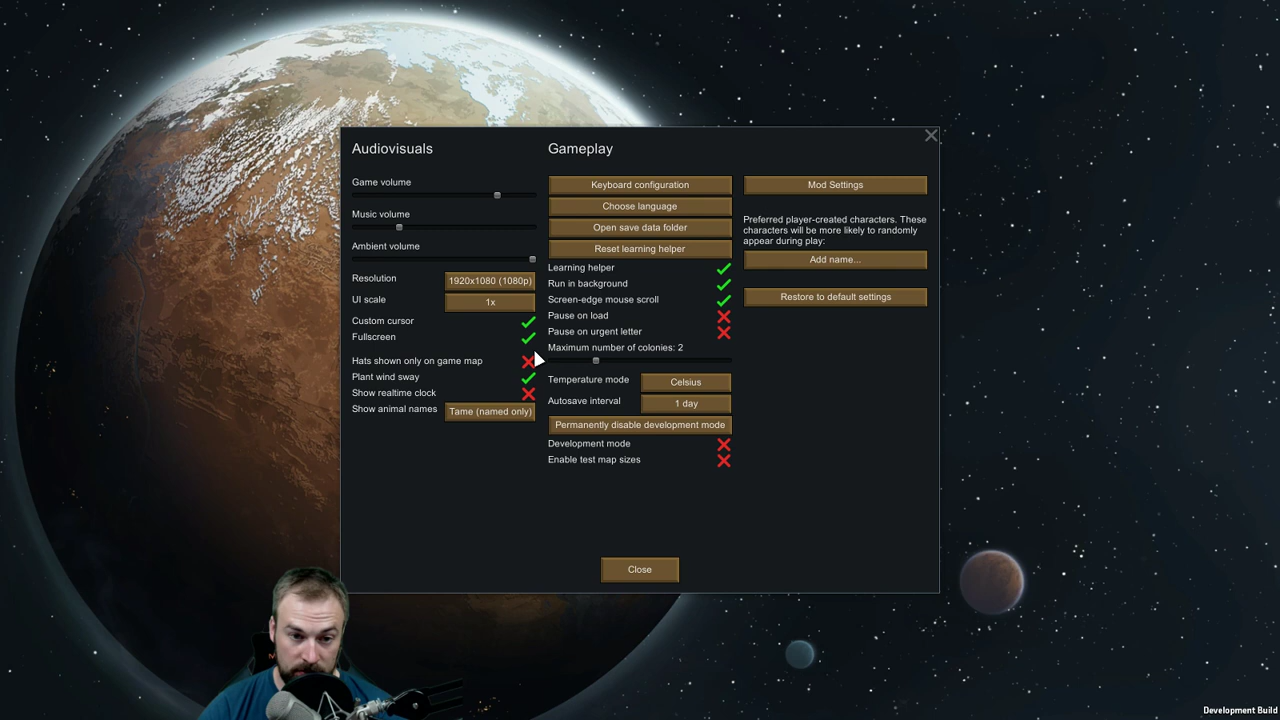 Audiovisuals
Game volume
Music volume
Ambient volume
Resolution 1920x1080 (1080p)
UI scale 1x
Custom cursor
Fullscreen
Hats shown only on game map
Plant wind sway
Show realtime clock
Show animal names Tame (named only)
Gameplay
Keyboard configuration
Choose language
Open save data folder
Reset learning helper
Learning helper
Run in background
Screen-edge mouse scroll
Pause on load
Pause on urgent letter
Maximum number of colonies: 2
Temperature mode Celsius
Autosave interval 1 day
Permanently disable development mode
Development mode
Enable test map sizes
Mod Settings
Preferred player-created characters. These
characters will be more likely to randomly
appear during play:
Add name...
Restore to default settings
Close
Development Build